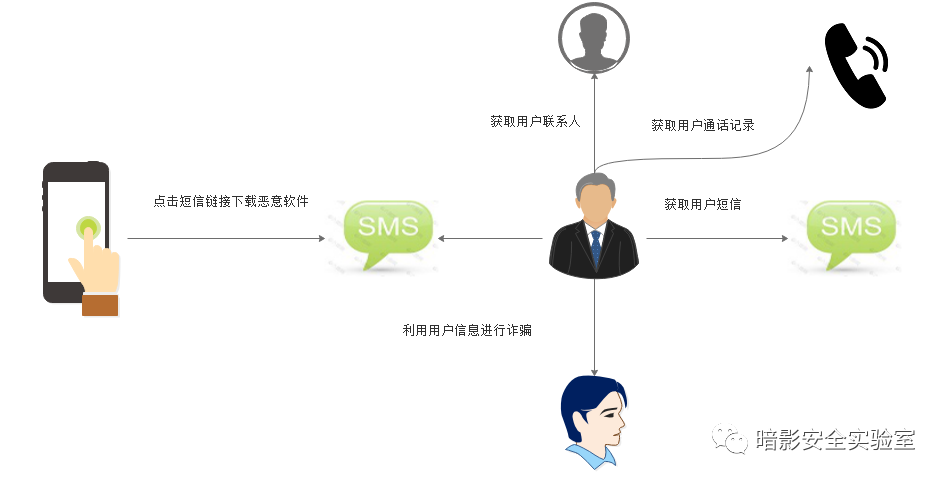 获取用户联系人
获取用户通话记录
点击短信链接下载恶意软件
SMS
获取用户短信
SMS
利用用户信息进行诈骗
暗影安全实验室